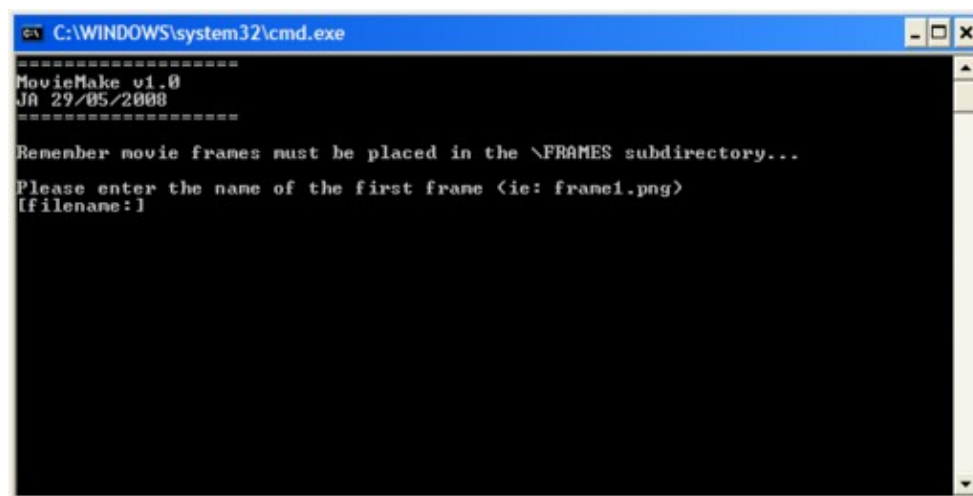 C:\WINDOWS\system32\cmd.exe
===================
MovieMake v1.0
JA 29/05/2008
===================
Remember movie frames must be placed in the \FRAMES subdirectory...
Please enter the name of the first frame (ie: frame1.png)
[filename:]